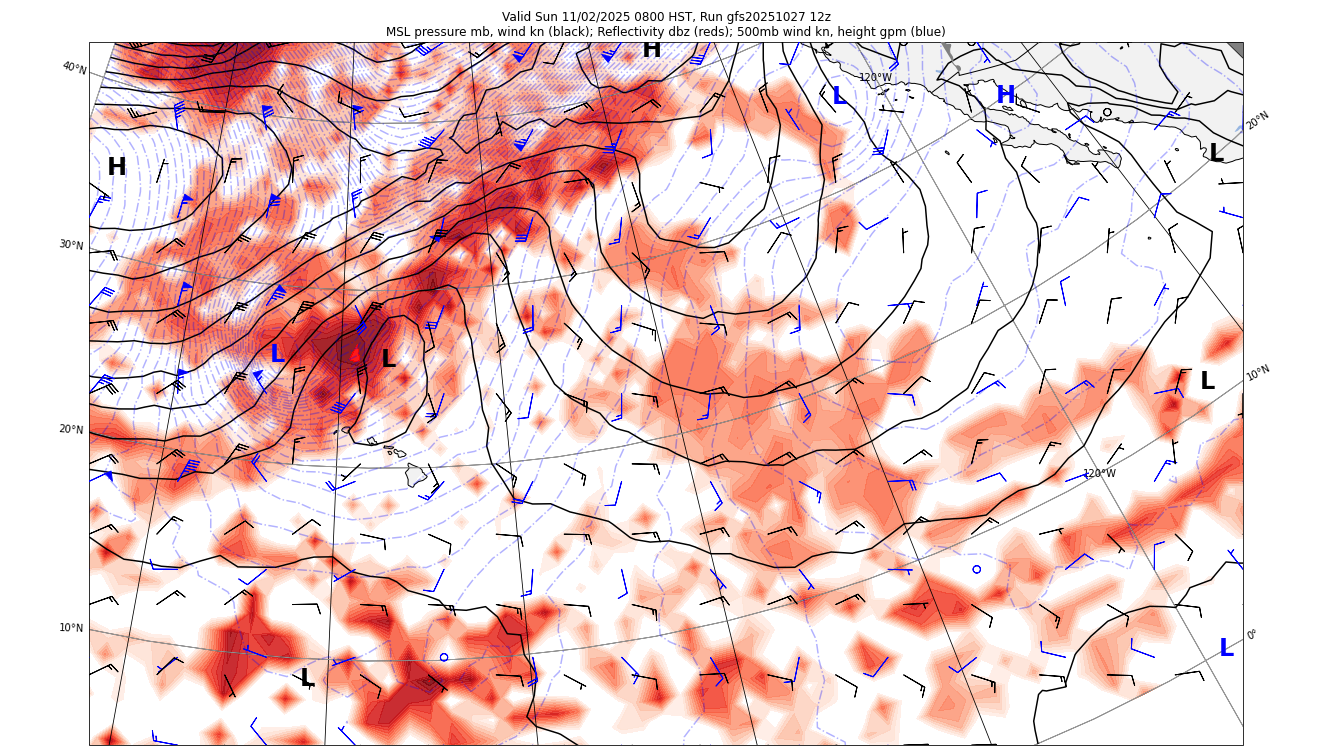 Valid Sun 11/02/2025 0800 HST, Run gfs20251027 12z
MSL pressure mb, wind kn (black); Reflectivity dbz (reds); 500mb wind kn, height gpm (blue)
H
40°N
120°W
L
H
20°N
L
H
30°N
L
L
10°N
L
20°N
120°W
10°N
0°
L
L